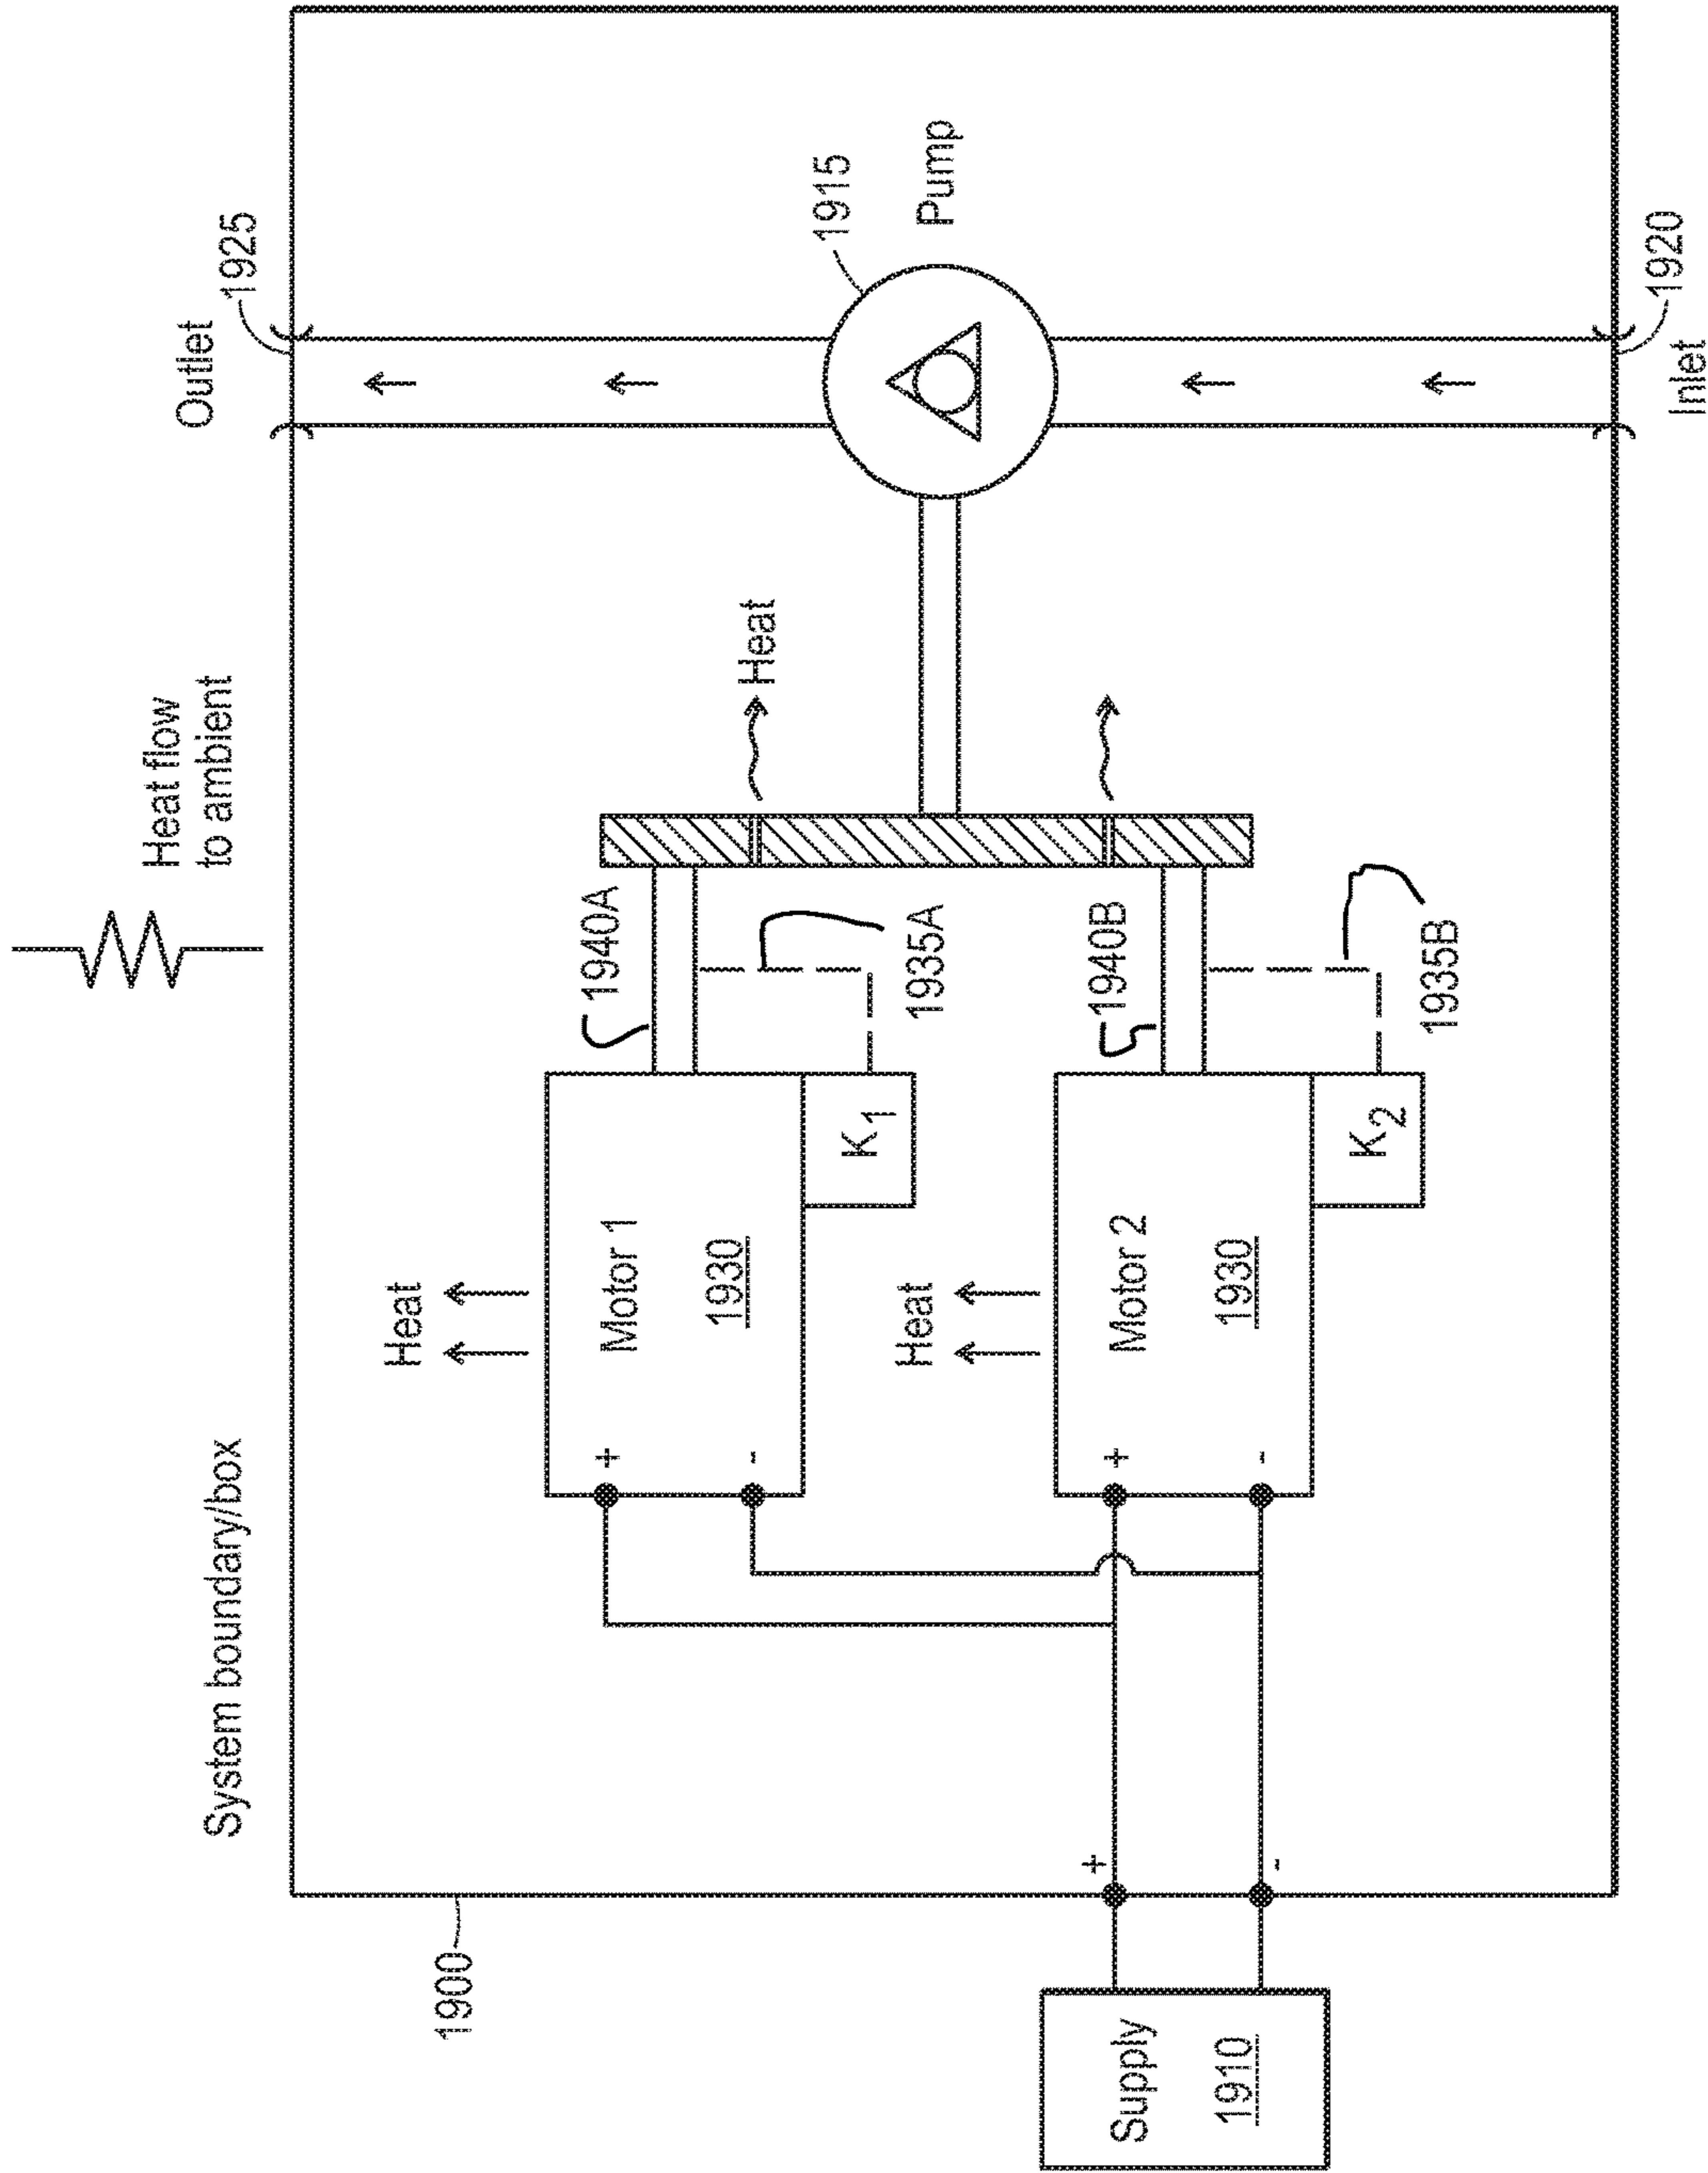 Heat flow
to ambient
System boundary/box
Outlet
1925
1900
Heat
Motor 1
1930
+
-
K1
1940A
1935A
Heat
1915
Pump
Heat
Motor 2
1930
+
-
K2
1940B
1935B
Supply
1910
+
-
1920
Inlet